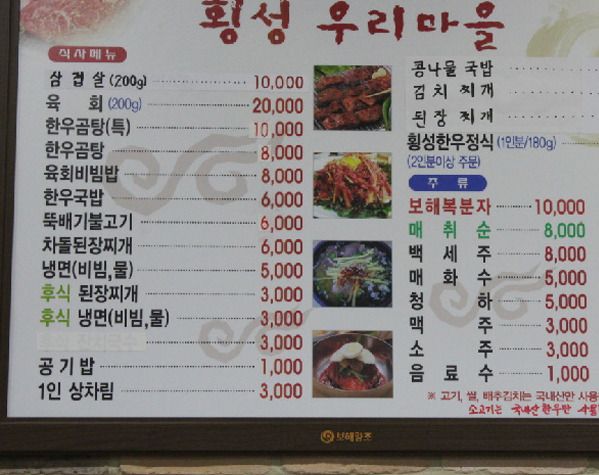 횡성 우리마을
식사메뉴
삼 겹 살 (200g) 10,000
육 회 (200g) 20,000
한우곰탕(특) 10,000
한우곰탕 8,000
육회비빔밥 8,000
한우국밥 6,000
뚝배기불고기 6,000
차돌된장찌개 6,000
냉면(비빔,물) 5,000
후식 된장찌개 3,000
후식 냉면(비빔,물) 3,000
후식 잔치국수 3,000
공 기 밥 1,000
1인 상차림 3,000
콩나물 국밥
김 치 찌 개
된 장 찌 개
횡성한우정식 (1인분/180g)
(2인분이상 주문)
주 류
보해복분자 10,000
매 취 순 8,000
백 세 주 8,000
매 화 수 5,000
청 하 5,000
맥 주 3,000
소 주 3,000
음 료 수 1,000
※ 고기, 쌀, 배추김치는 국내산만 사용
소고기는 국내산 한우만 사용
보해양조